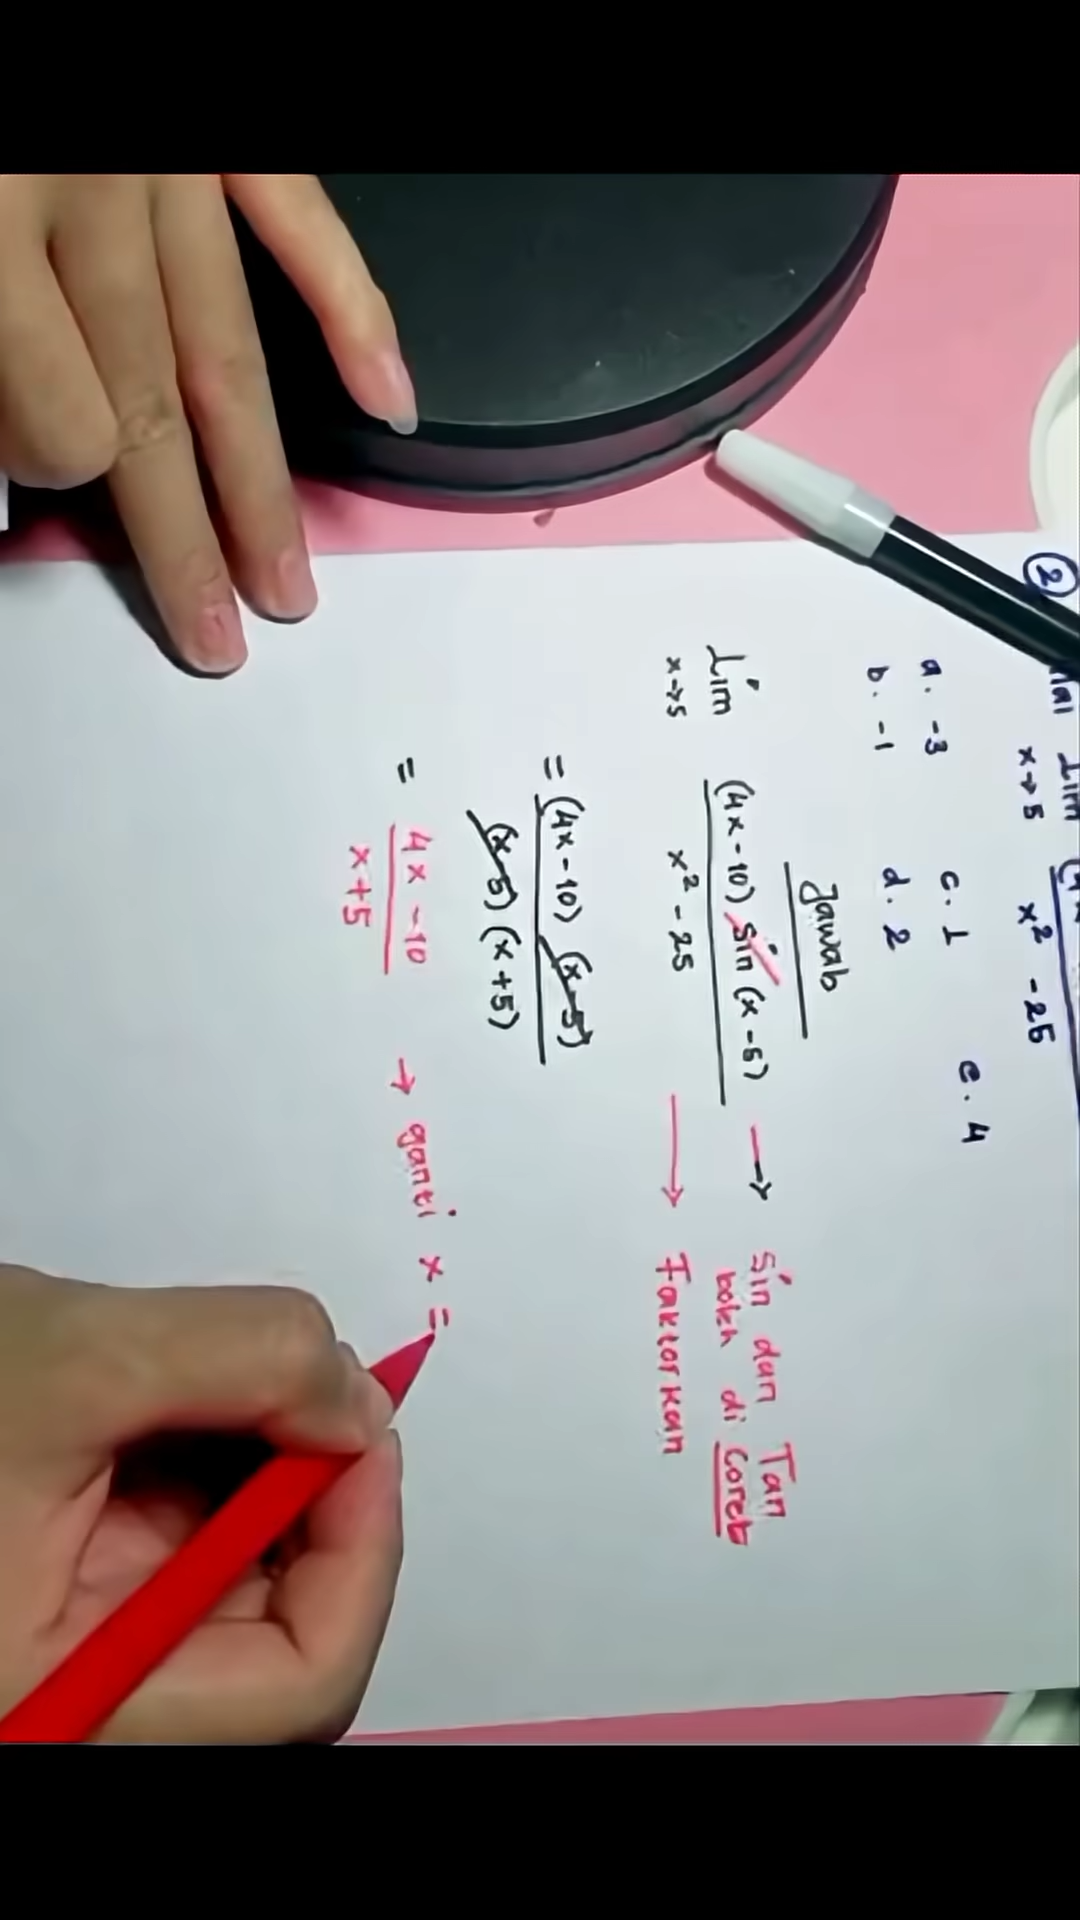 ② lai Lim
x→5 x² - 25
a. -3 c. 1 e. 4
b. -1 d. 2
Jawab
Lim (4x - 10) sin (x - 5) → sin dan Tan
x→5 x² - 25 → boleh di coret
Faktorkan
= (4x - 10) (x - 5)
(x - 5) (x + 5)
= 4x - 10 → ganti x =
x + 5